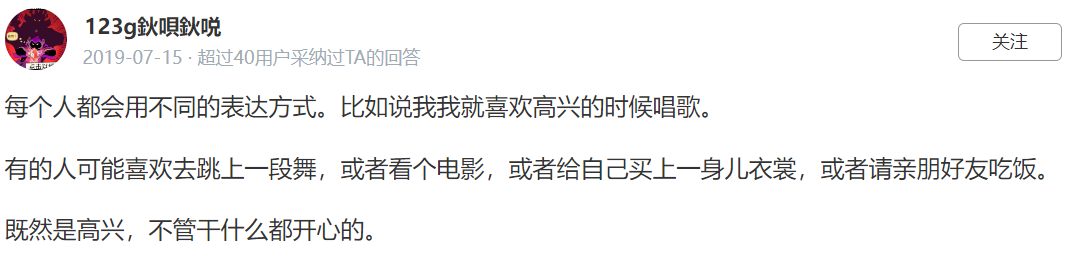 123g鈥唄鈥唲
2019-07-15 · 超过40用户采纳过TA的回答
关注
每个人都会用不同的表达方式。比如说我我就喜欢高兴的时候唱歌。
有的人可能喜欢去跳上一段舞，或者看个电影，或者给自己买上一身儿衣裳，或者请亲朋好友吃饭。
既然是高兴，不管干什么都开心的。